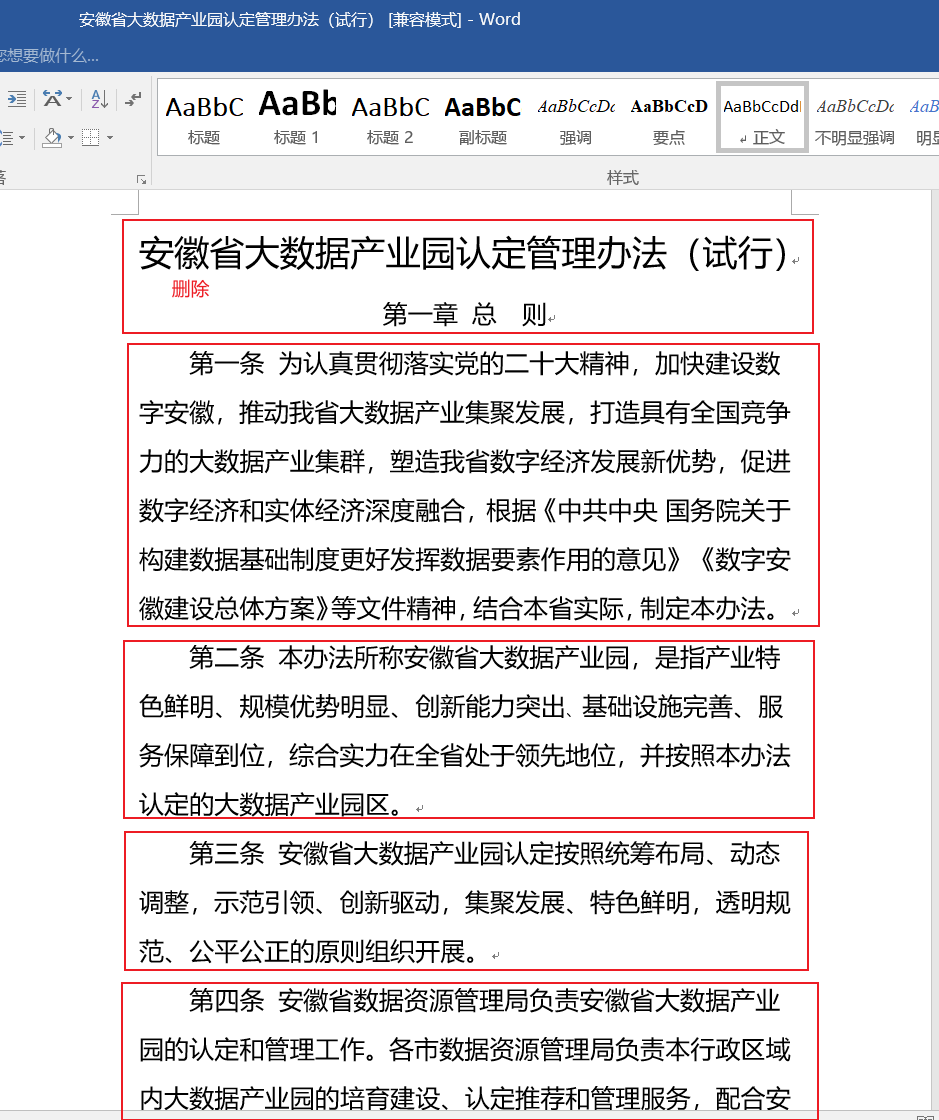 安徽省大数据产业园认定管理办法（试行） [兼容模式] - Word
您想要做什么...
AaBbC AaBb AaBbC AaBbC AaBbCcDc AaBbCcD AaBbCcDdI AaBbCcDc AaB
标题 标题 1 标题 2 副标题 强调 要点 ↵ 正文 不明显强调 明显
落 样式
安徽省大数据产业园认定管理办法（试行）
删除
第一章 总 则
第一条 为认真贯彻落实党的二十大精神，加快建设数
字安徽，推动我省大数据产业集聚发展，打造具有全国竞争
力的大数据产业集群，塑造我省数字经济发展新优势，促进
数字经济和实体经济深度融合，根据《中共中央 国务院关于
构建数据基础制度更好发挥数据要素作用的意见》《数字安
徽建设总体方案》等文件精神，结合本省实际，制定本办法。
第二条 本办法所称安徽省大数据产业园，是指产业特
色鲜明、规模优势明显、创新能力突出、基础设施完善、服
务保障到位，综合实力在全省处于领先地位，并按照本办法
认定的大数据产业园区。
第三条 安徽省大数据产业园认定按照统筹布局、动态
调整，示范引领、创新驱动，集聚发展、特色鲜明，透明规
范、公平公正的原则组织开展。
第四条 安徽省数据资源管理局负责安徽省大数据产业
园的认定和管理工作。各市数据资源管理局负责本行政区域
内大数据产业园的培育建设、认定推荐和管理服务，配合安